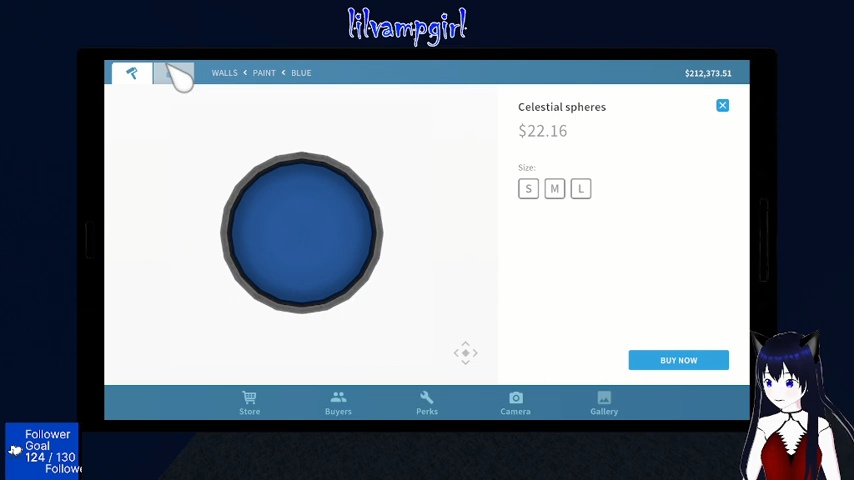 lilvampgirl
WALLS < PAINT < BLUE
$212,373.51
Celestial spheres
$22.16
Size:
S M L
BUY NOW
Store Buyers Perks Camera Gallery
Follower
Goal
124 / 130
Followe